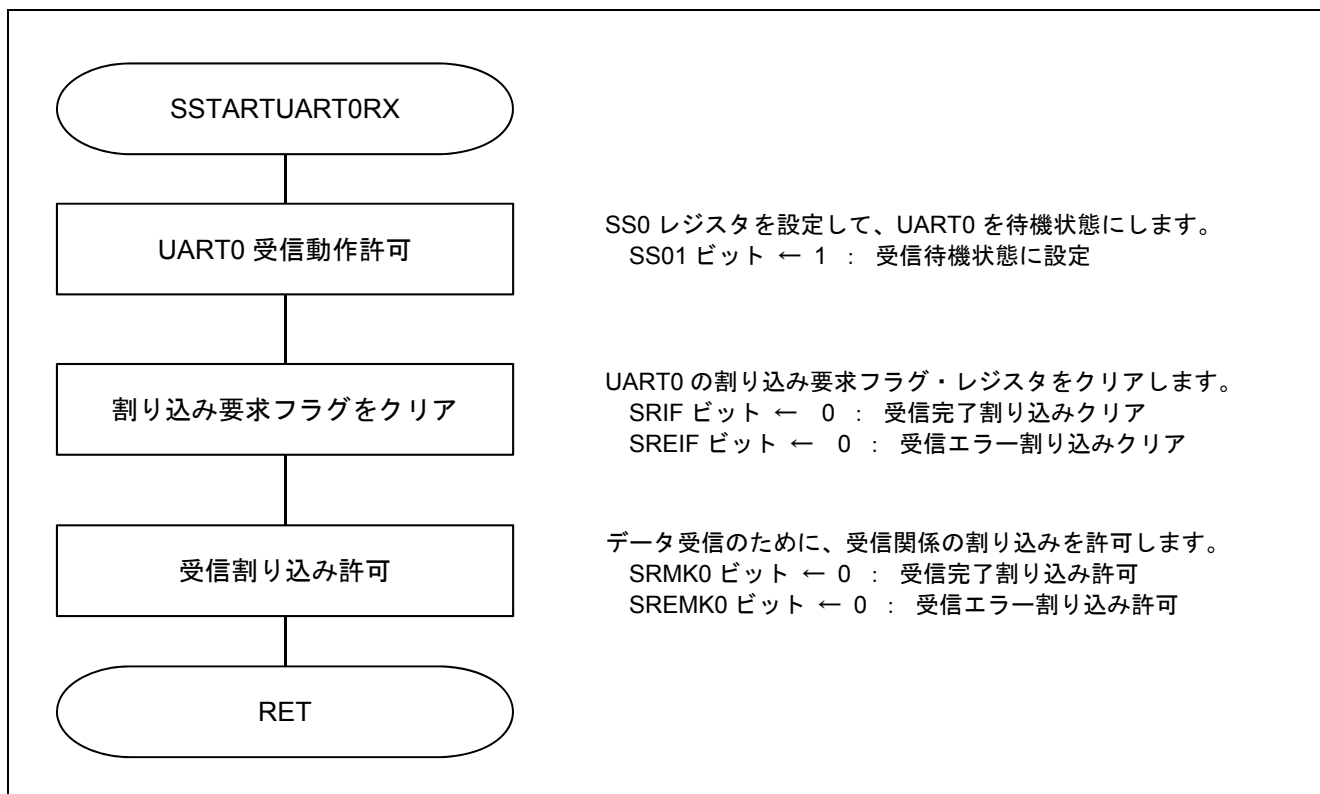 SSTARTUART0RX
UART0 受信動作許可
SS0 レジスタを設定して、UART0 を待機状態にします。
SS01 ビット ← 1 : 受信待機状態に設定
割り込み要求フラグをクリア
UART0 の割り込み要求フラグ・レジスタをクリアします。
SRIF ビット ← 0 : 受信完了割り込みクリア
SREIF ビット ← 0 : 受信エラー割り込みクリア
受信割り込み許可
データ受信のために、受信関係の割り込みを許可します。
SRMK0 ビット ← 0 : 受信完了割り込み許可
SREMK0 ビット ← 0 : 受信エラー割り込み許可
RET